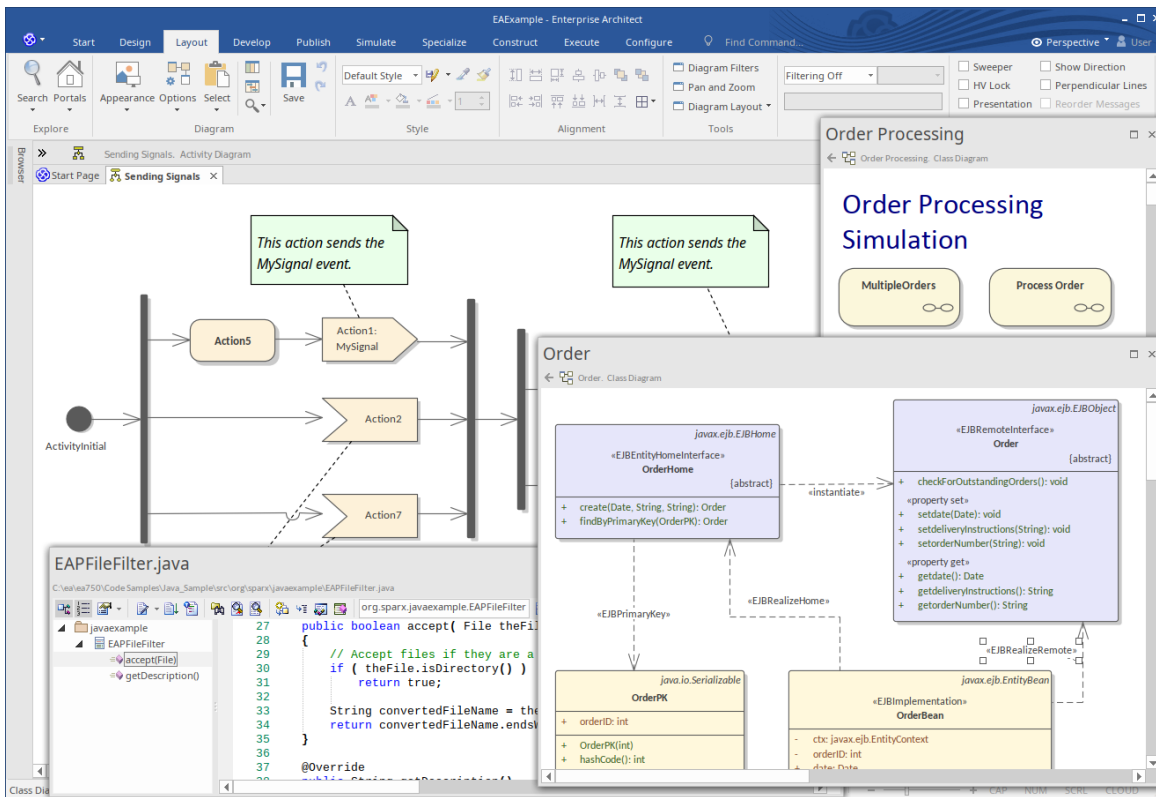 EAExample - Enterprise Architect
Start Design Layout Develop Publish Simulate Specialize Construct Execute Configure Find Command... Perspective User
Search Portals Appearance Options Select Save
Default Style
1
Diagram Filters
Pan and Zoom
Diagram Layout
Filtering Off
Sweeper Show Direction
HV Lock Perpendicular Lines
Presentation Reorder Messages
Explore Diagram Style Alignment Tools
Browser
Sending Signals. Activity Diagram
Start Page Sending Signals
This action sends the
MySignal event.
This action sends the
MySignal event.
Action5
Action1:
MySignal
Action2
ActivityInitial
Action7
Order Processing
Order Processing. Class Diagram
Order Processing
Simulation
MultipleOrders
Process Order
Order
Order. Class Diagram
javax.ejb.EJBHome
«EJBEntityHomeInterface»
OrderHome
{abstract}
+ create(Date, String, String): Order
+ findByPrimaryKey(OrderPK): Order
«instantiate»
javax.ejb.EJBObject
«EJBRemoteInterface»
Order
{abstract}
+ checkForOutstandingOrders(): void
«property set»
+ setdate(Date): void
+ setdeliveryInstructions(String): void
+ setorderNumber(String): void
«property get»
+ getdate(): Date
+ getdeliveryInstructions(): String
+ getorderNumber(): String
«EJBPrimaryKey»
«EJBRealizeHome»
«EJBRealizeRemote»
java.io.Serializable
OrderPK
+ orderID: int
+ OrderPK(int)
+ hashCode(): int
javax.ejb.EntityBean
«EJBImplementation»
OrderBean
- ctx: javax.ejb.EntityContext
- orderID: int
+ date: Date
EAPFileFilter.java
C:\ea\ea750\Code Samples\Java_Sample\src\org\sparx\javaexample\EAPFileFilter.java
org.sparx.javaexample.EAPFileFilter
javaexample
EAPFileFilter
accept(File)
getDescription()
27 public boolean accept( File theFil
28 {
29 // Accept files if they are a
30 if ( theFile.isDirectory() )
31 return true;
32
33 String convertedFileName = the
34 return convertedFileName.endsW
35 }
36
37 @Override
38 public String getDescription()
Class Dia
CAP NUM SCRL CLOUD